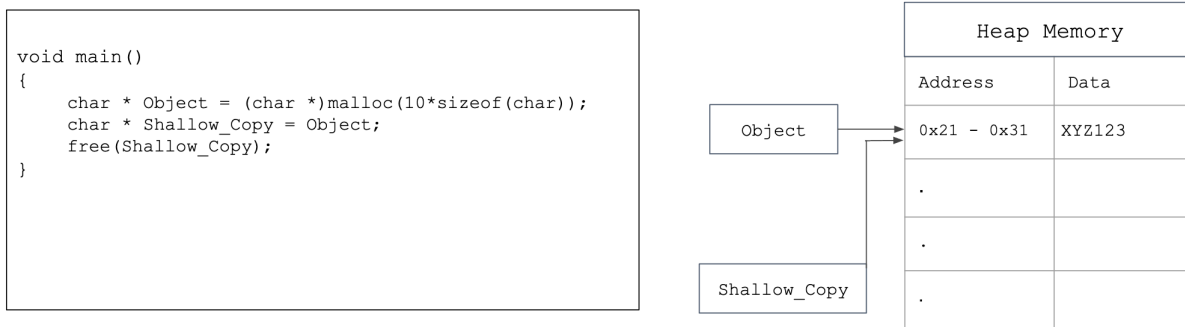 void main()
{
char * Object = (char *)malloc(10*sizeof(char));
char * Shallow_Copy = Object;
free(Shallow_Copy);
}
Heap Memory
Address Data
Object
0x21 - 0x31 XYZ123
.
.
Shallow_Copy
.